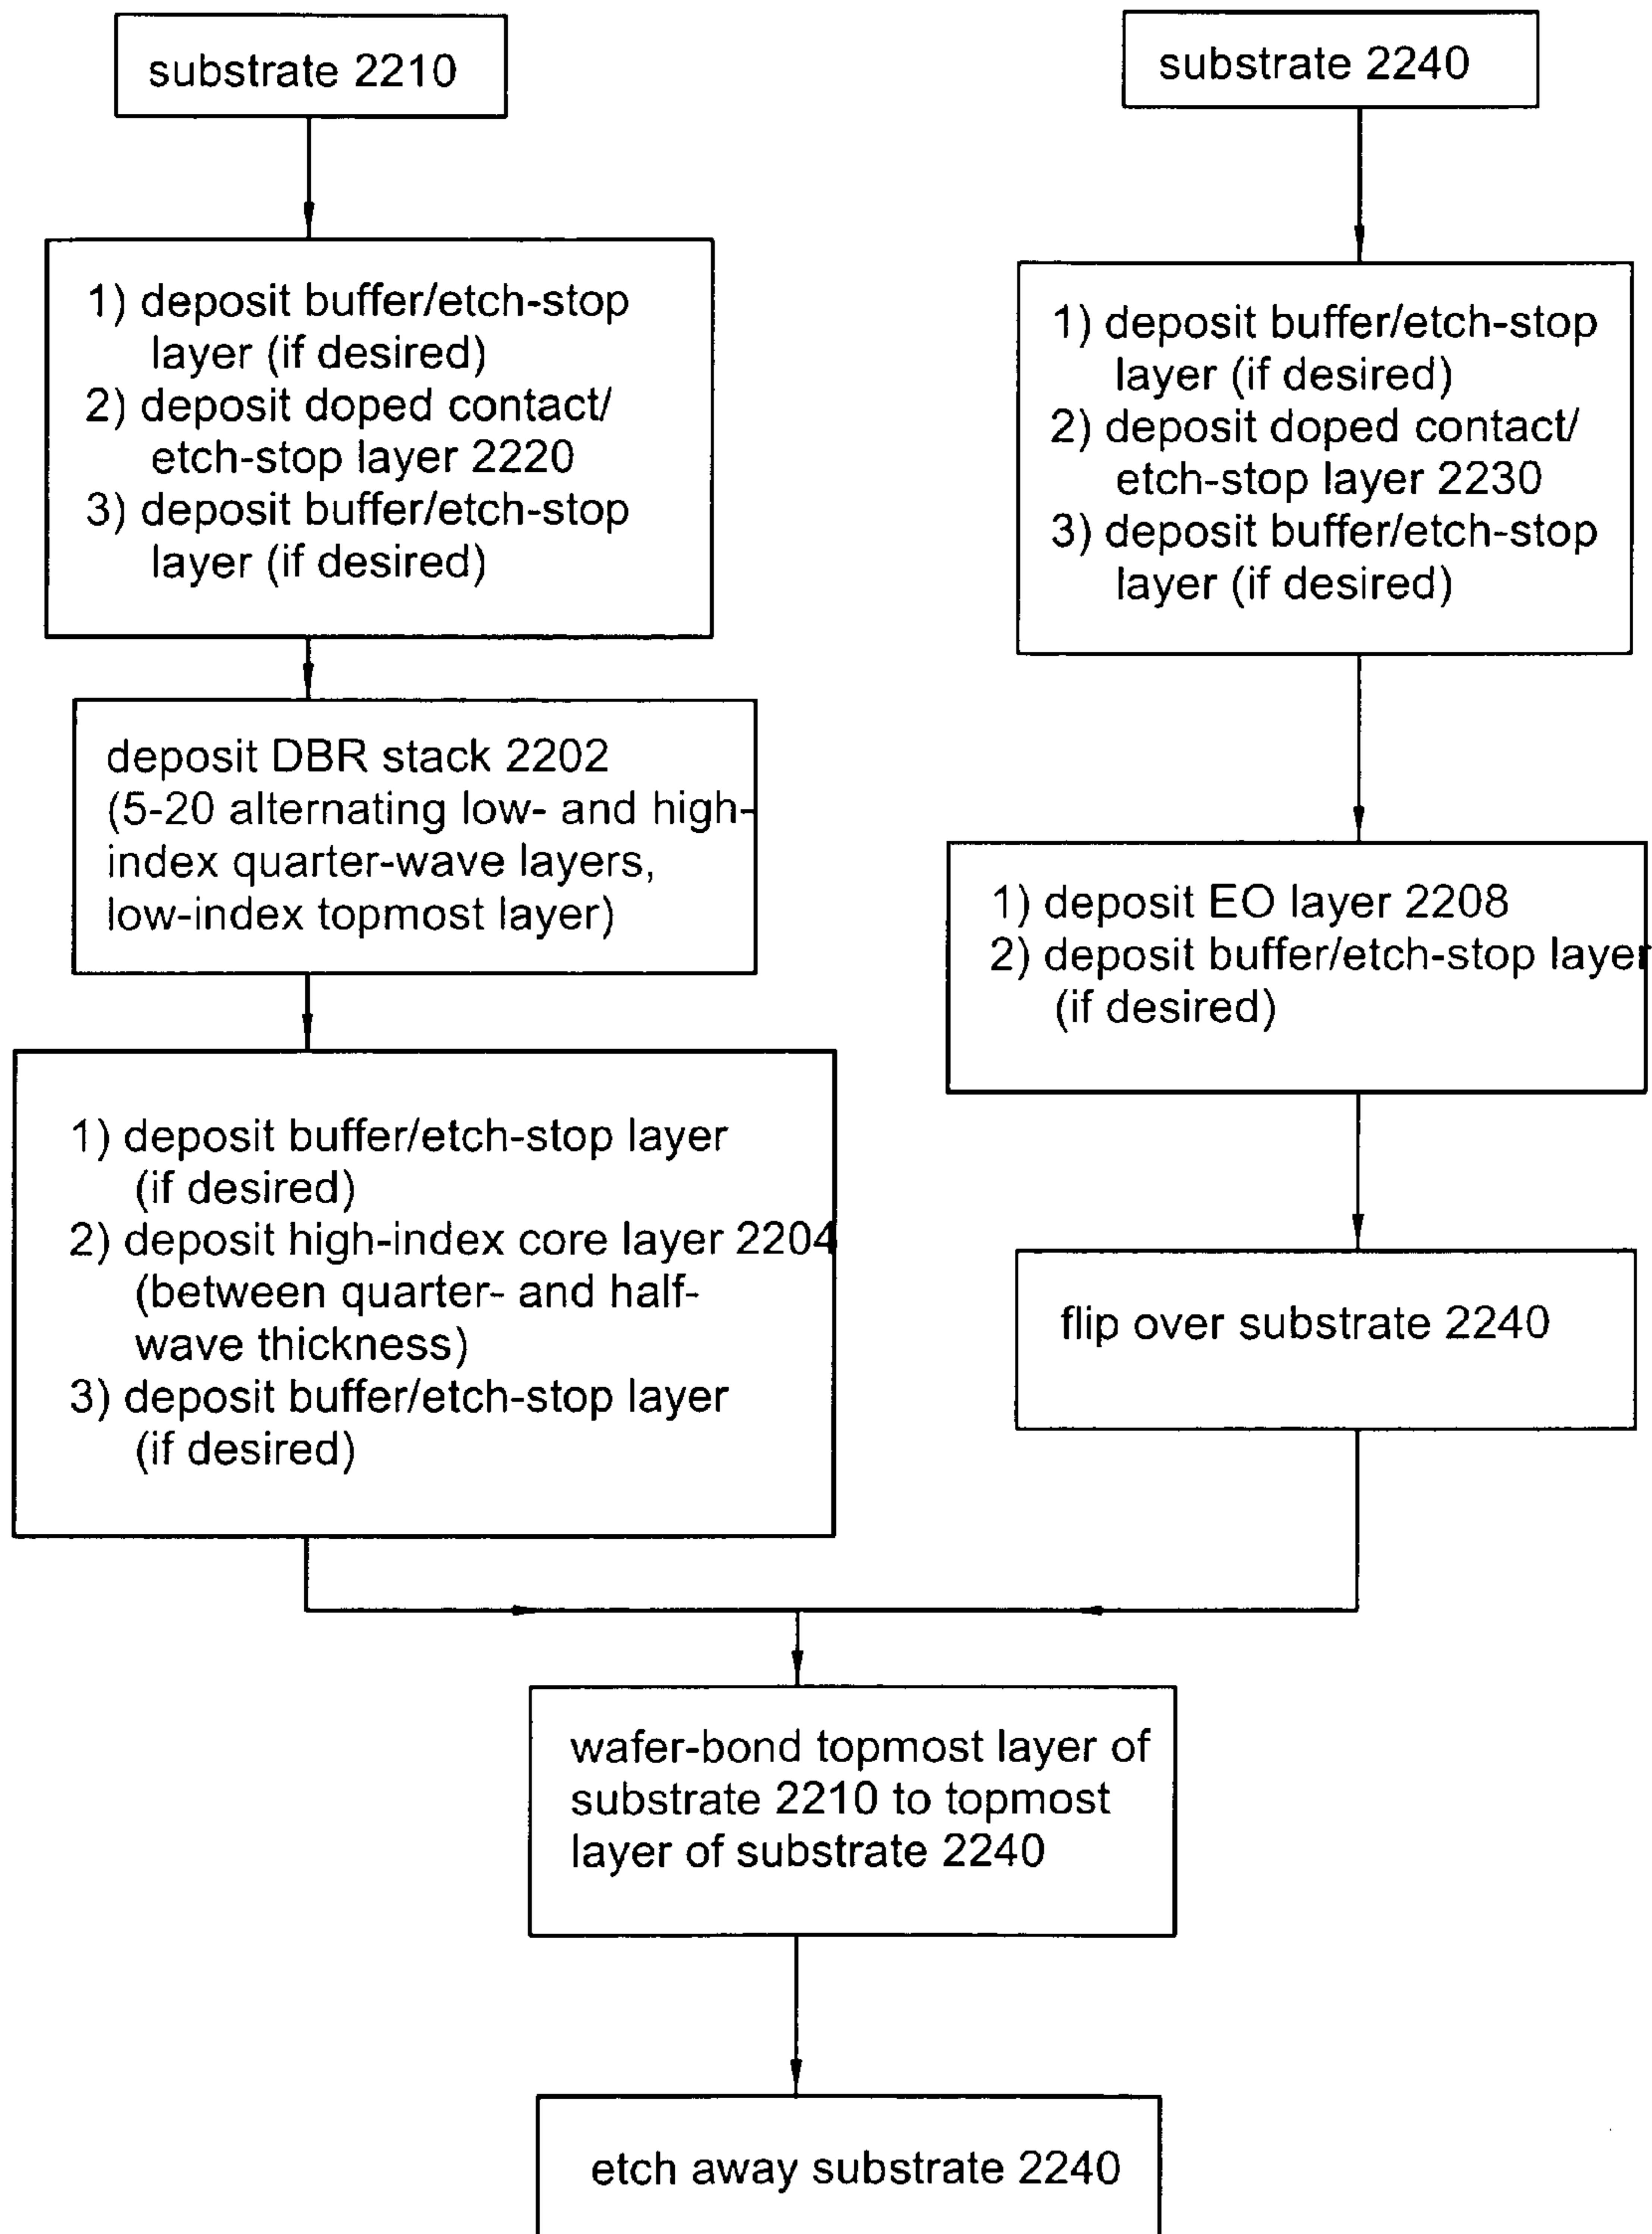 substrate 2210
1) deposit buffer/etch-stop
layer (if desired)
2) deposit doped contact/
etch-stop layer 2220
3) deposit buffer/etch-stop
layer (if desired)
deposit DBR stack 2202
(5-20 alternating low- and high-
index quarter-wave layers,
low-index topmost layer)
1) deposit buffer/etch-stop layer
(if desired)
2) deposit high-index core layer 2204
(between quarter- and half-
wave thickness)
3) deposit buffer/etch-stop layer
(if desired)
substrate 2240
1) deposit buffer/etch-stop
layer (if desired)
2) deposit doped contact/
etch-stop layer 2230
3) deposit buffer/etch-stop
layer (if desired)
1) deposit EO layer 2208
2) deposit buffer/etch-stop layer
(if desired)
flip over substrate 2240
wafer-bond topmost layer of
substrate 2210 to topmost
layer of substrate 2240
etch away substrate 2240